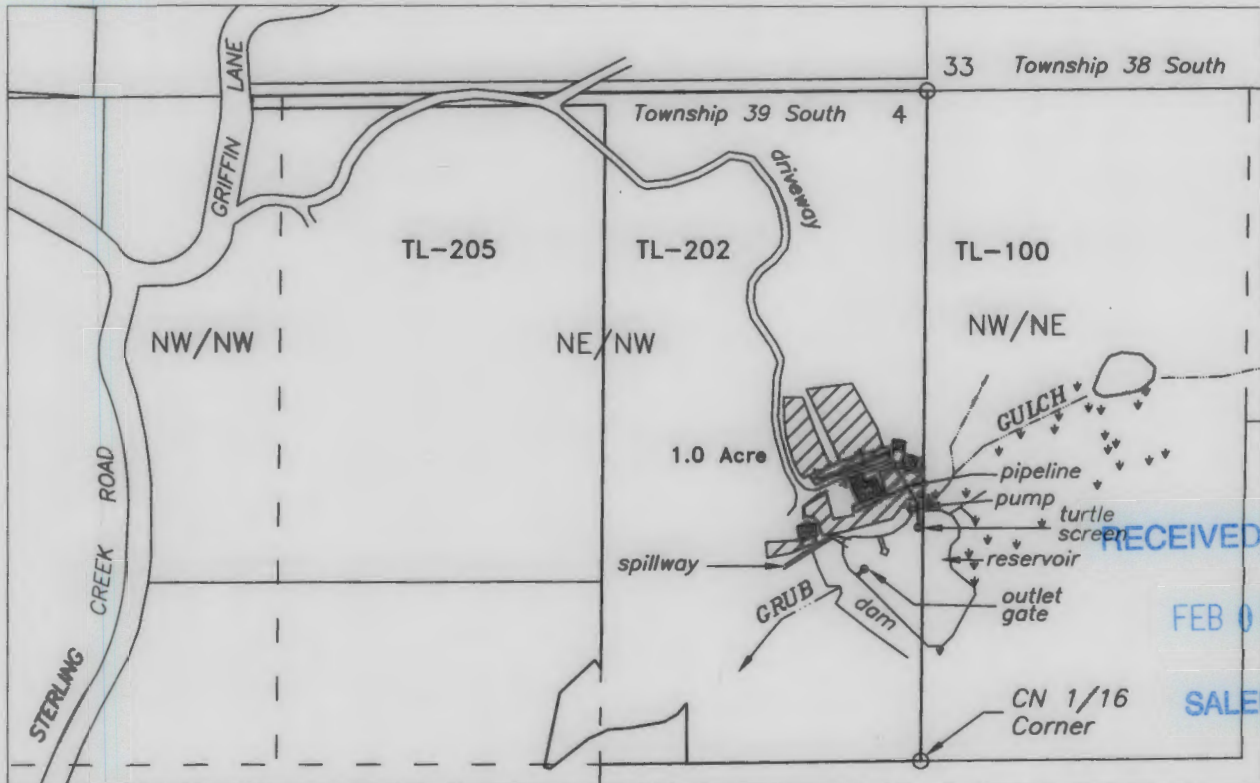 33 Township 38 South
Township 39 South 4
GRIFFIN LANE
driveway
TL-205
TL-202
TL-100
NW/NW
NE/NW
NW/NE
GULCH
1.0 Acre
pipeline
pump
turtle
screen
RECEIVED
spillway
reservoir
outlet
gate
GRUB
dam
FEB 0
STERLING CREEK ROAD
CN 1/16
Corner
SALE